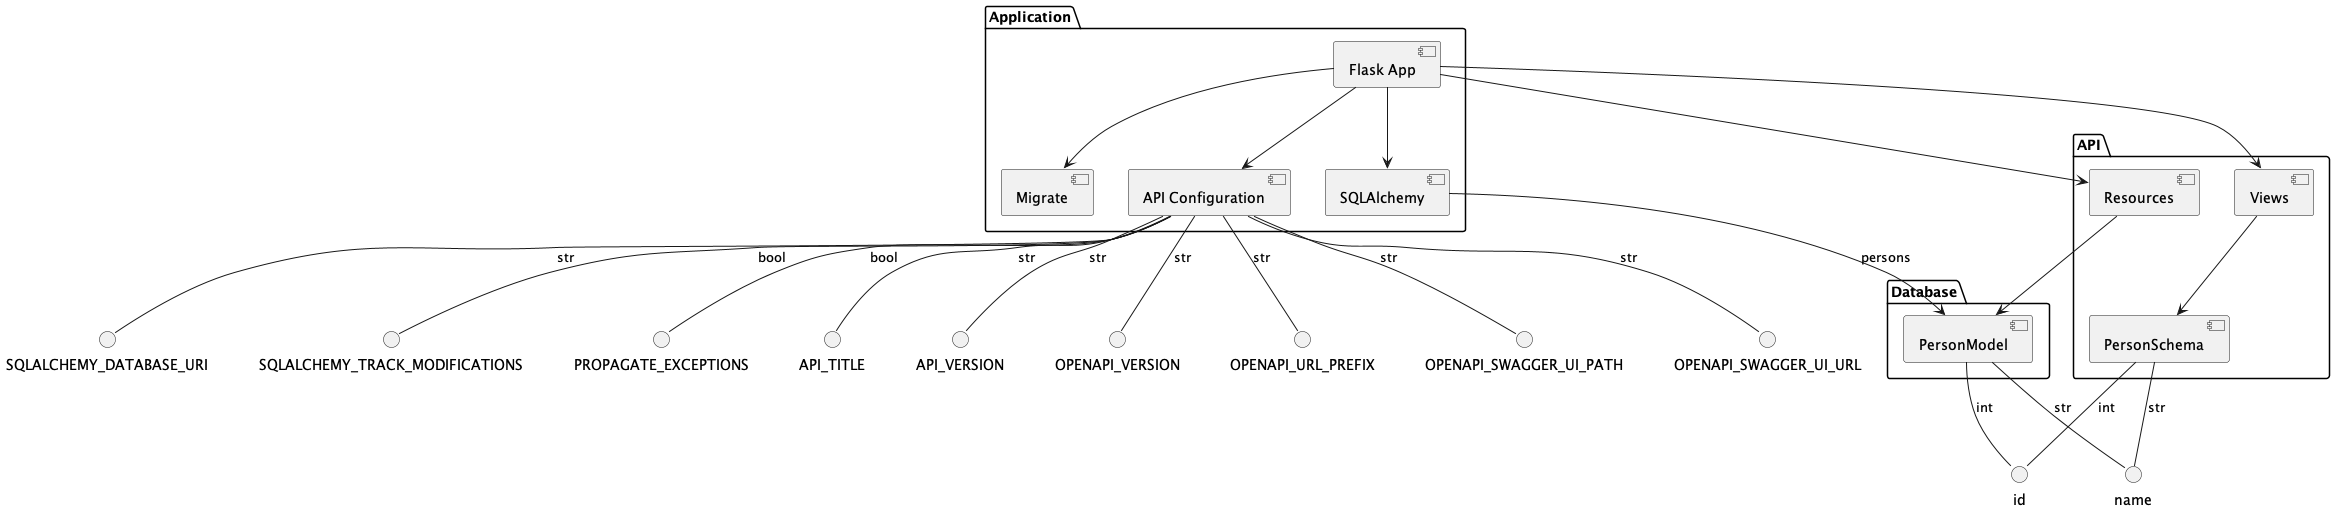 Application
Flask App
API
Migrate
API Configuration
SQLAlchemy
Resources
Views
str
bool
bool
str
str
str
str
str
str
persons
Database
PersonModel
PersonSchema
SQLALCHEMY_DATABASE_URI
SQLALCHEMY_TRACK_MODIFICATIONS
PROPAGATE_EXCEPTIONS
API_TITLE
API_VERSION
OPENAPI_VERSION
OPENAPI_URL_PREFIX
OPENAPI_SWAGGER_UI_PATH
OPENAPI_SWAGGER_UI_URL
int
str
int
str
id
name